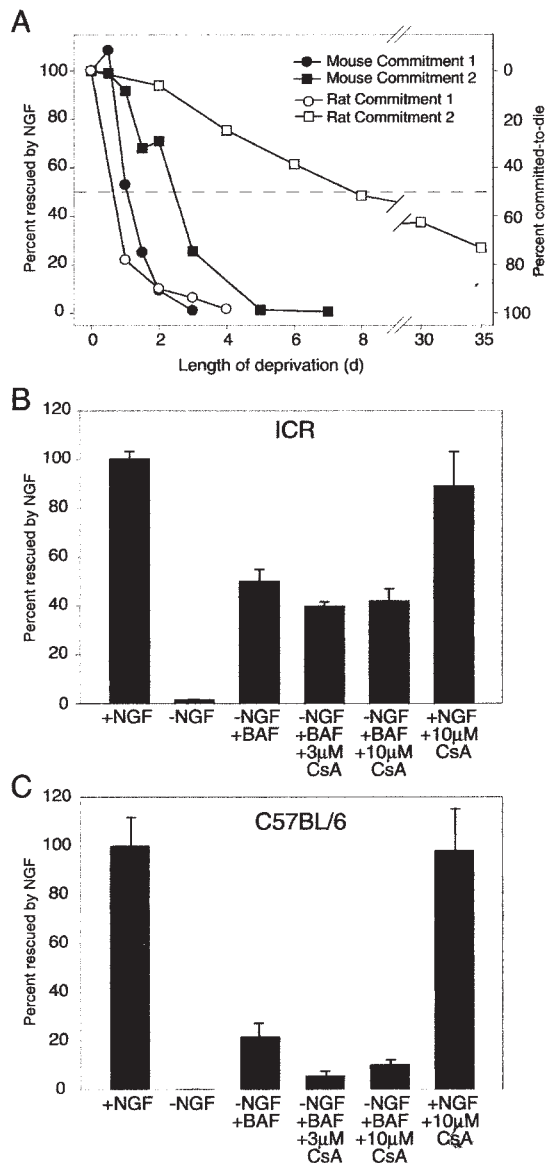 A
Percent rescued by NGF
100
80
60
40
20
0
Mouse Commitment 1
Mouse Commitment 2
Rat Commitment 1
Rat Commitment 2
0
20
40
60
80
100
Percent committed-to-die
0 2 4 6 8 30 35
Length of deprivation (d)
B
ICR
Percent rescued by NGF
120
100
80
60
40
20
0
+NGF -NGF -NGF -NGF -NGF +NGF
+BAF +BAF +BAF +10μM
+3μM +10μM CsA
CsA CsA
C
C57BL/6
Percent rescued by NGF
120
100
80
60
40
20
0
+NGF -NGF -NGF -NGF -NGF +NGF
+BAF +BAF +BAF +10μM
+3μM +10μM CsA
CsA CsA